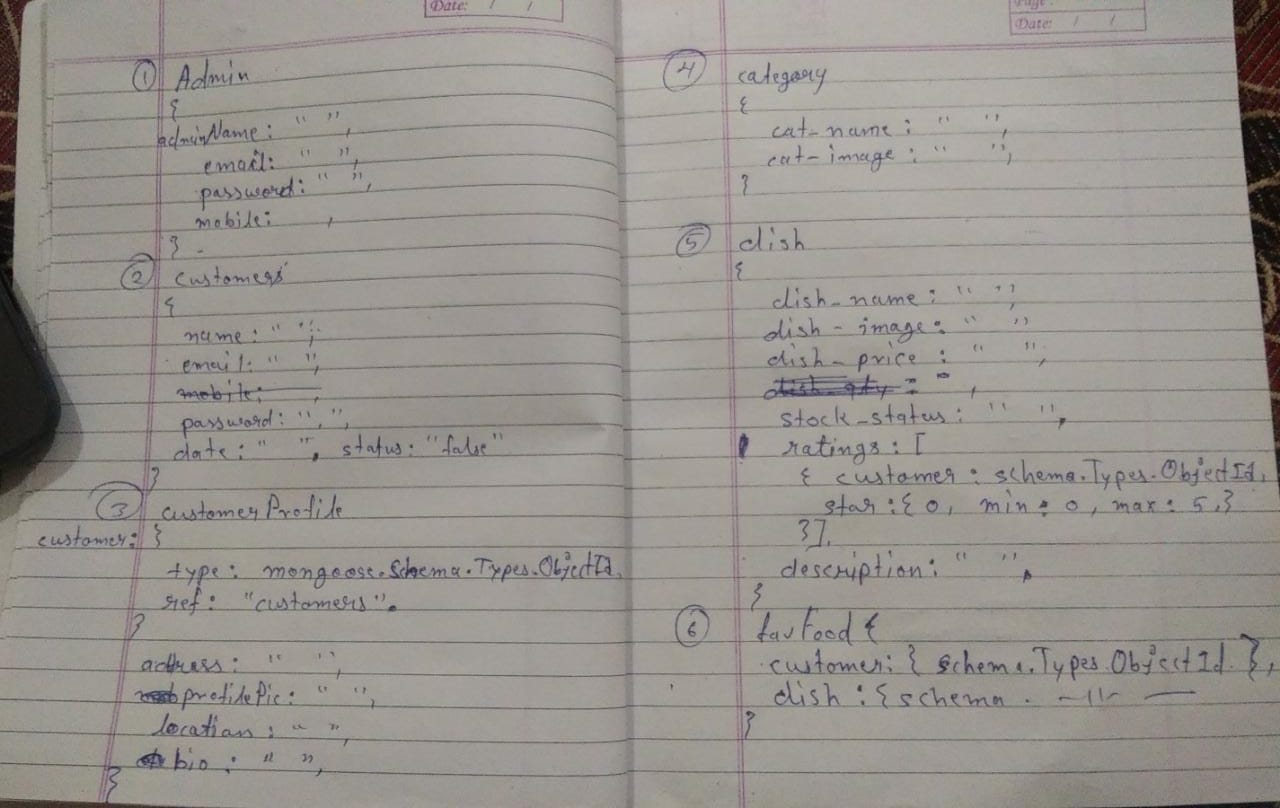 Date: / /
① Admin
{
adminName: " ",
email: " ",
password: " ",
mobile: ,
}
② customers
{
name: " ",
email: " ",
mobile: ,
password: " ",
date: " ", status: "false"
}
③ customerProfile
customer: {
type: mongoose.Schema.Types.ObjectId,
ref: "customers".
}
address: " ",
profilePic: " ",
location: " ",
bio: " ",
}
Page:
Date: / /
④ category
{
cat-name: " ",
cat-image: " ",
}
⑤ dish
{
dish-name: " ",
dish-image: " "
dish-price: " ",
dish-qty = " ,
stock-status: " ",
ratings: [
{ customer: schema.Types.ObjectId,
star: { 0, min: 0, max: 5, }
}],
description: " ",
}
⑥ favFood {
customer: { schema.Types.ObjectId },
dish: { schema. -11-
}